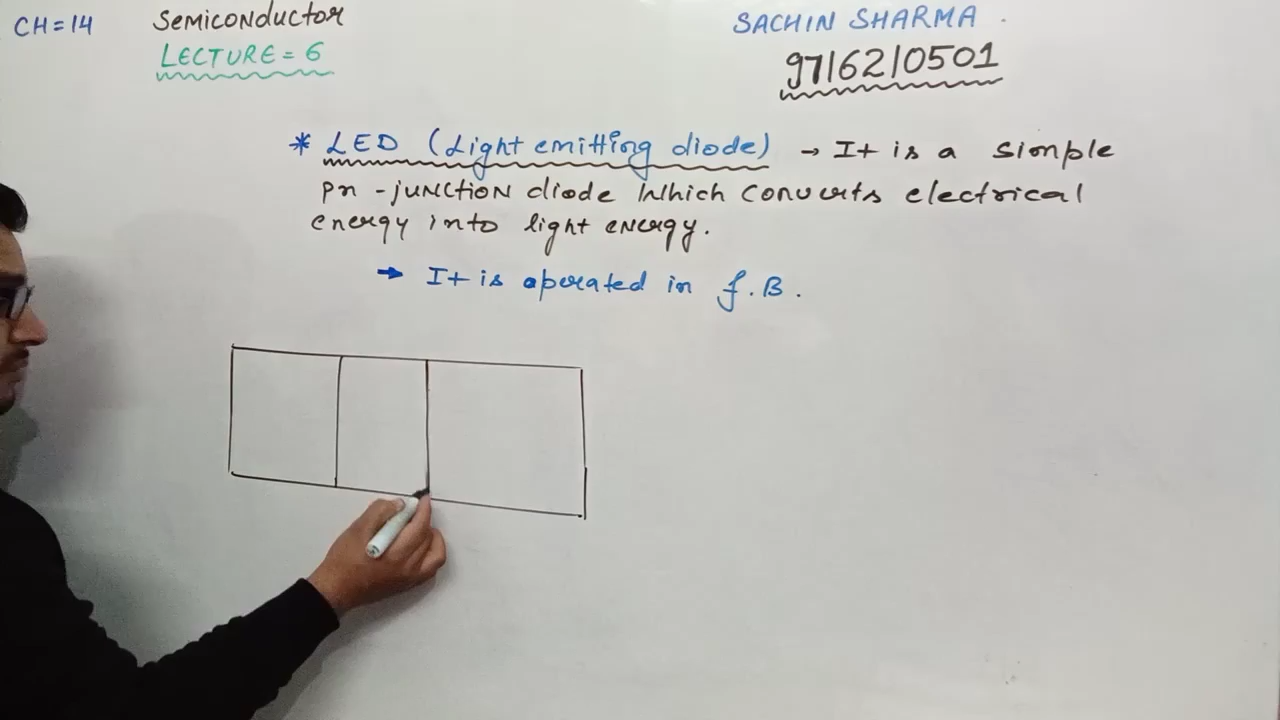 CH=14 Semiconductor
LECTURE = 6
SACHIN SHARMA
9716210501
* LED (Light emitting diode) → It is a simple
pn -junction diode which converts electrical
energy into light energy.
→ It is operated in f.B.